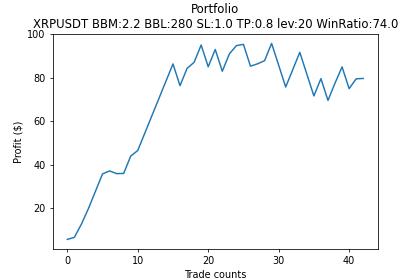 Portfolio
XRPUSDT BBM:2.2 BBL:280 SL:1.0 TP:0.8 lev:20 WinRatio:74.0
100
80
60
40
20
Profit ($)
0
10
20
30
40
Trade counts